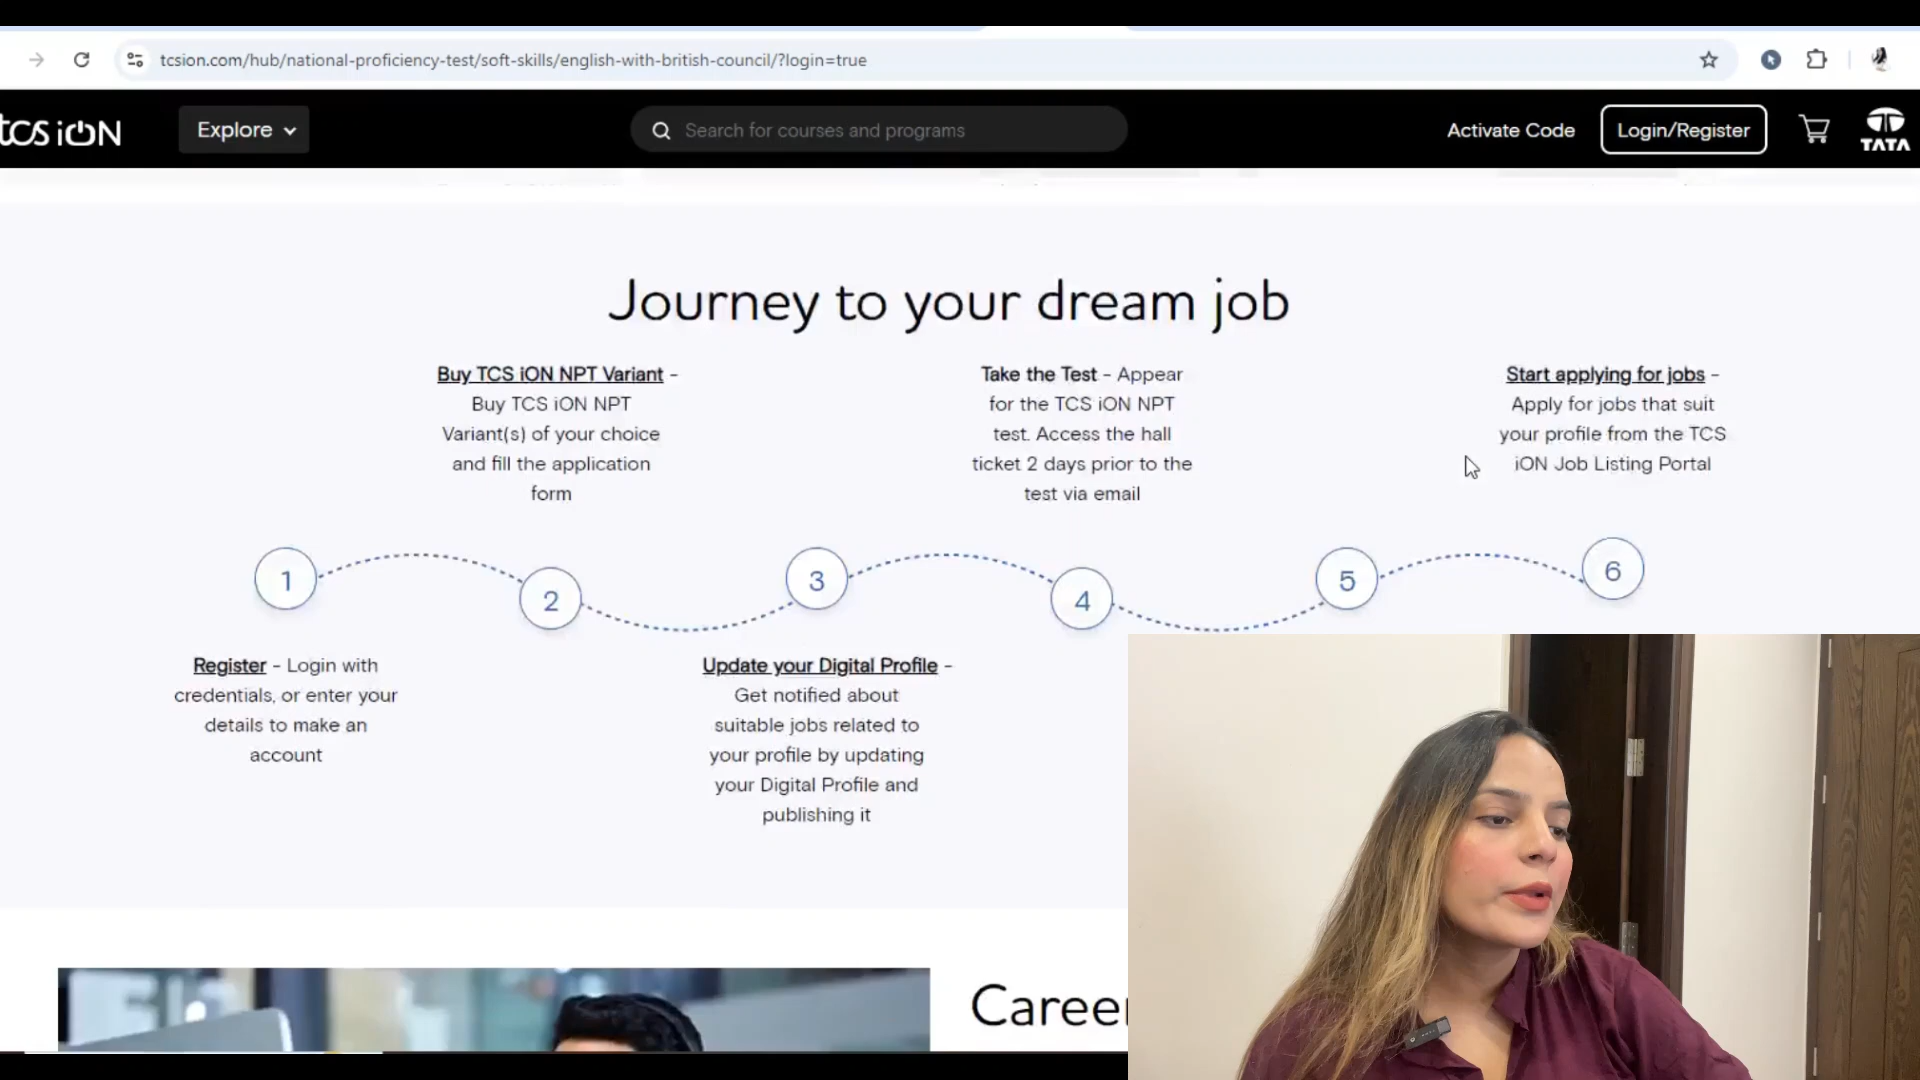 tcsion.com/hub/national-proficiency-test/soft-skills/english-with-british-council/?login=true
tcs iON
Explore
Search for courses and programs
Activate Code
Login/Register
TATA
Journey to your dream job
Buy TCS iON NPT Variant -
Buy TCS iON NPT
Variant(s) of your choice
and fill the application
form
Take the Test - Appear
for the TCS iON NPT
test. Access the hall
ticket 2 days prior to the
test via email
Start applying for jobs -
Apply for jobs that suit
your profile from the TCS
iON Job Listing Portal
1
2
3
4
5
6
Register - Login with
credentials, or enter your
details to make an
account
Update your Digital Profile -
Get notified about
suitable jobs related to
your profile by updating
your Digital Profile and
publishing it
Career